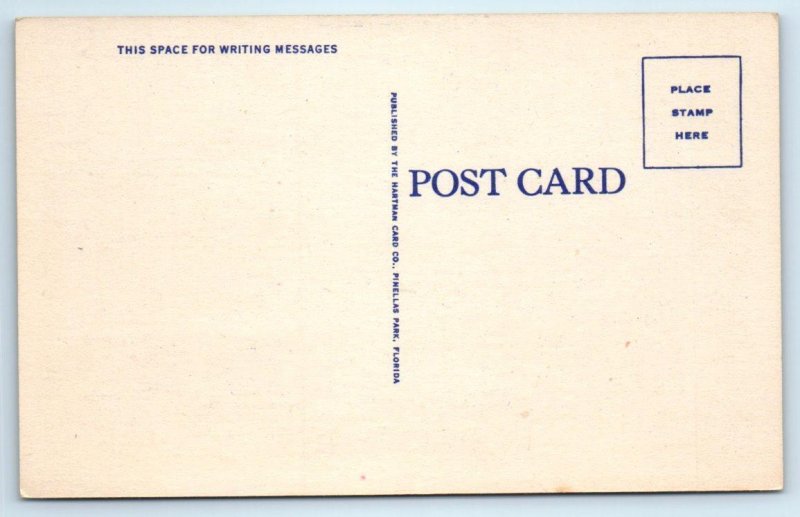 THIS SPACE FOR WRITING MESSAGES
PUBLISHED BY THE HARTMAN CARD CO., PINELLAS PARK, FLORIDA
POST CARD
PLACE
STAMP
HERE